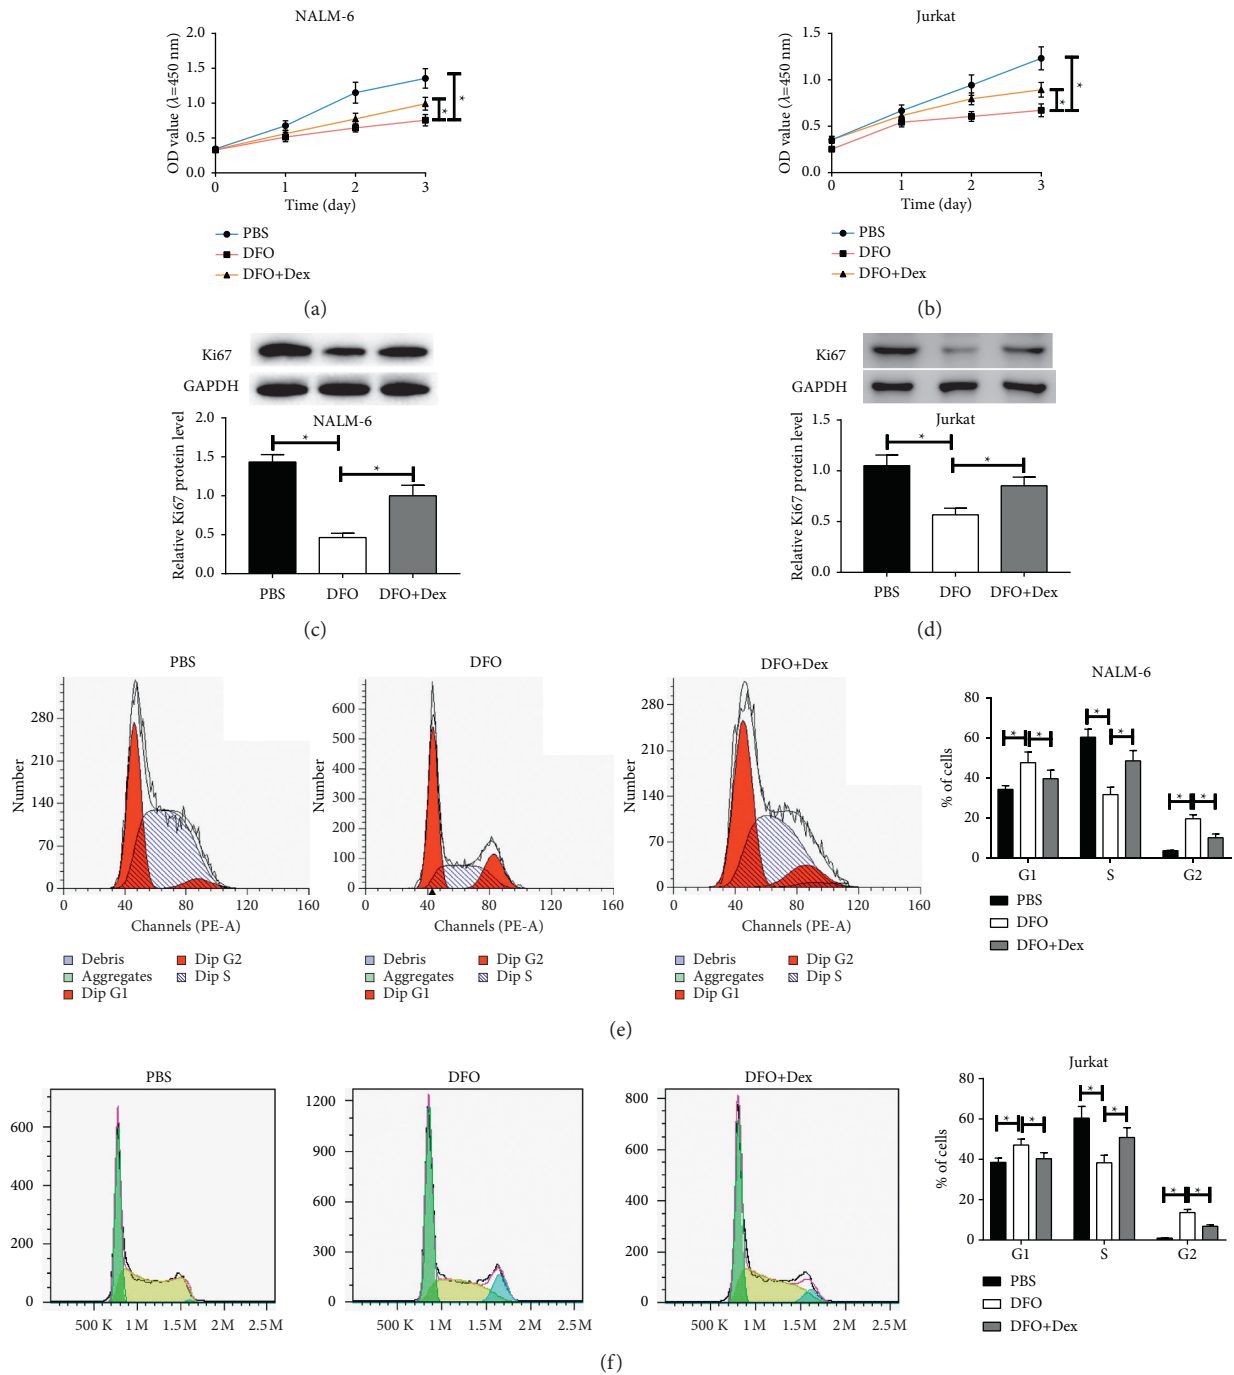 NALM-6
OD value (λ=450 nm)
2.0
1.5
1.0
0.5
0.0
0 1 2 3
Time (day)
* *
PBS
DFO
DFO+Dex
(a)
Jurkat
OD value (λ=450 nm)
1.5
1.0
0.5
0.0
0 1 2 3
Time (day)
* *
PBS
DFO
DFO+Dex
(b)
Ki67
GAPDH
NALM-6
Relative Ki67 protein level
2.0
1.5
1.0
0.5
0.0
* *
PBS DFO DFO+Dex
(c)
Ki67
GAPDH
Jurkat
Relative Ki67 protein level
1.5
1.0
0.5
0.0
* *
PBS DFO DFO+Dex
(d)
PBS
Number
280
210
140
70
0
0 40 80 120 160
Channels (PE-A)
Debris Dip G2
Aggregates Dip S
Dip G1
DFO
Number
600
500
400
300
200
100
0
0 40 80 120 160
Channels (PE-A)
Debris Dip G2
Aggregates Dip S
Dip G1
DFO+Dex
Number
280
210
140
70
0
0 40 80 120 160
Channels (PE-A)
Debris Dip G2
Aggregates Dip S
Dip G1
NALM-6
% of cells
80
60
40
20
0
* * * * * *
G1 S G2
PBS
DFO
DFO+Dex
(e)
PBS
600
400
200
0
500 K 1 M 1.5 M 2.5 M
DFO
1200
900
600
300
0
500 K 1 M 1.5 M 2.5 M
DFO+Dex
800
600
400
200
0
500 K 1 M 1.5 M 2.5 M
Jurkat
% of cells
80
60
40
20
0
* * * * * *
G1 S G2
PBS
DFO
DFO+Dex
(f)